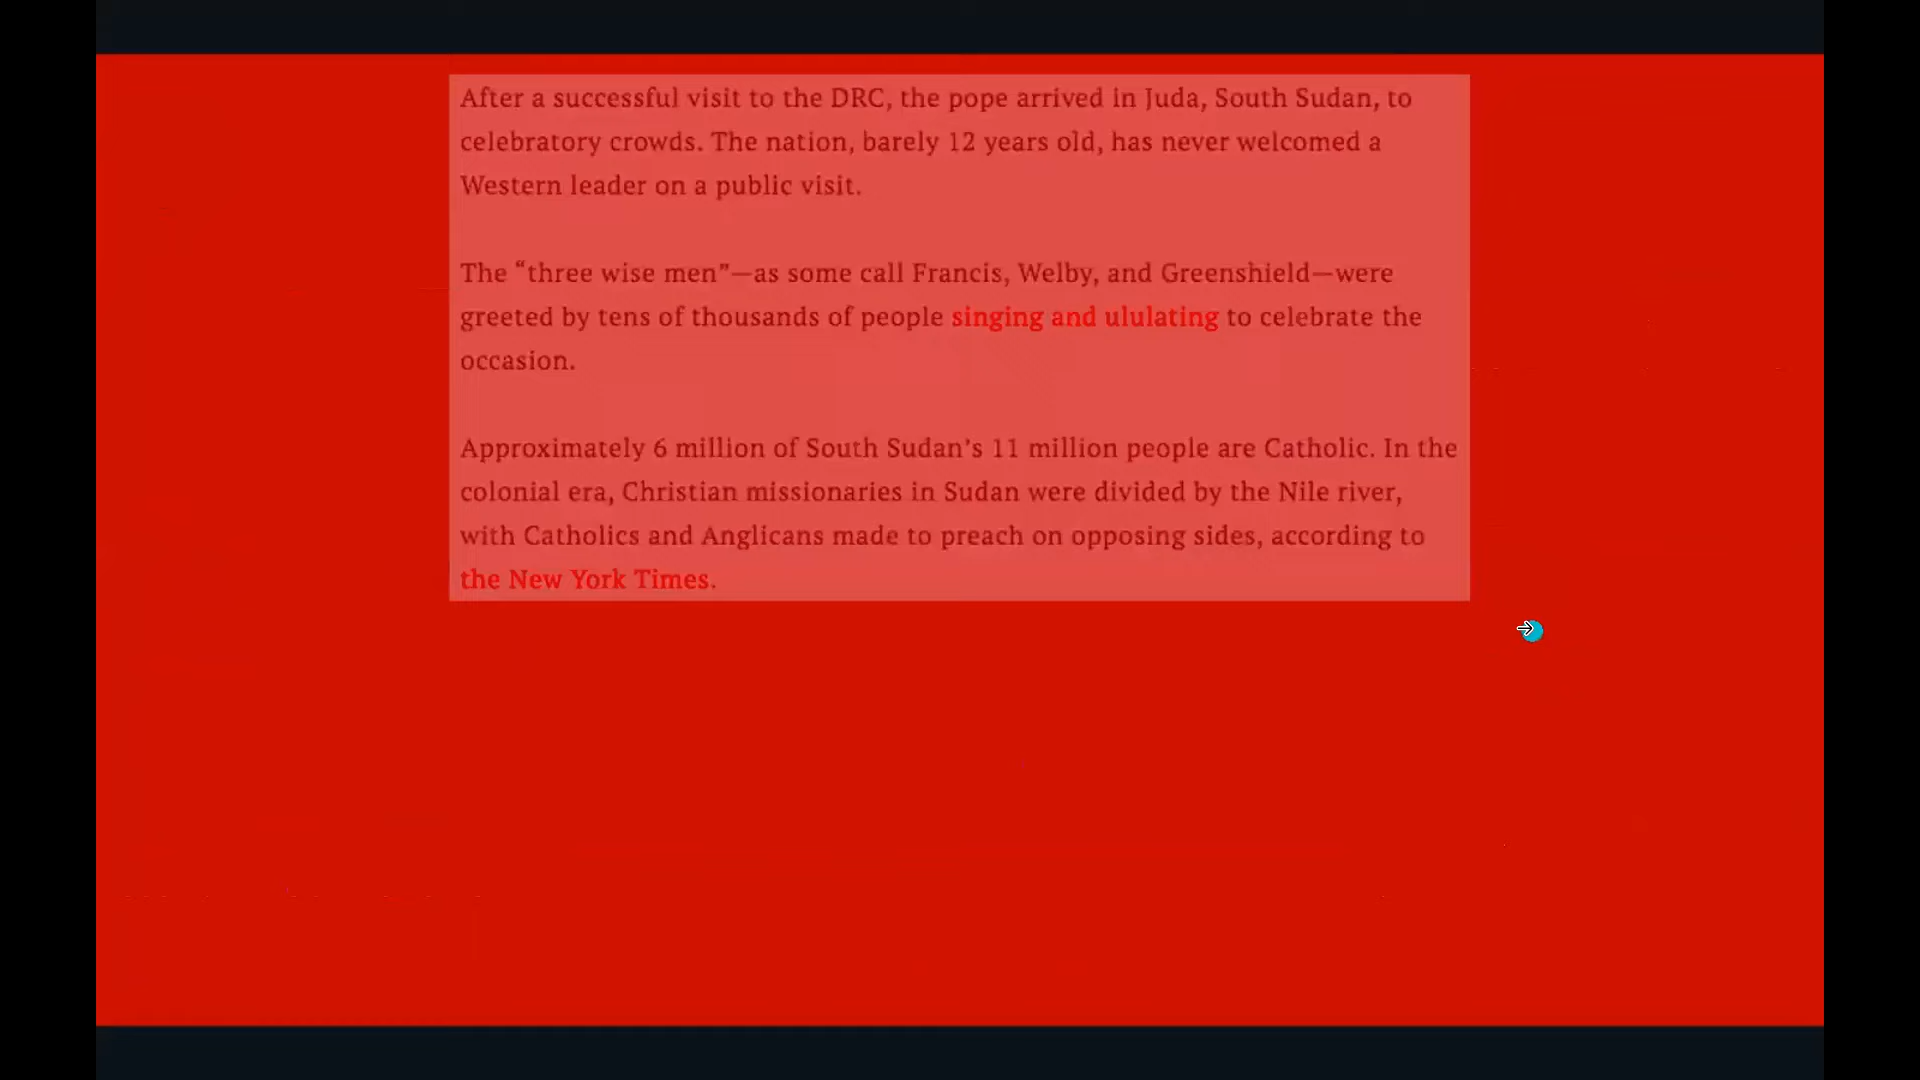 After a successful visit to the DRC, the pope arrived in Juda, South Sudan, to
celebratory crowds. The nation, barely 12 years old, has never welcomed a
Western leader on a public visit.
The “three wise men”—as some call Francis, Welby, and Greenshield—were
greeted by tens of thousands of people singing and ululating to celebrate the
occasion.
Approximately 6 million of South Sudan’s 11 million people are Catholic. In the
colonial era, Christian missionaries in Sudan were divided by the Nile river,
with Catholics and Anglicans made to preach on opposing sides, according to
the New York Times.